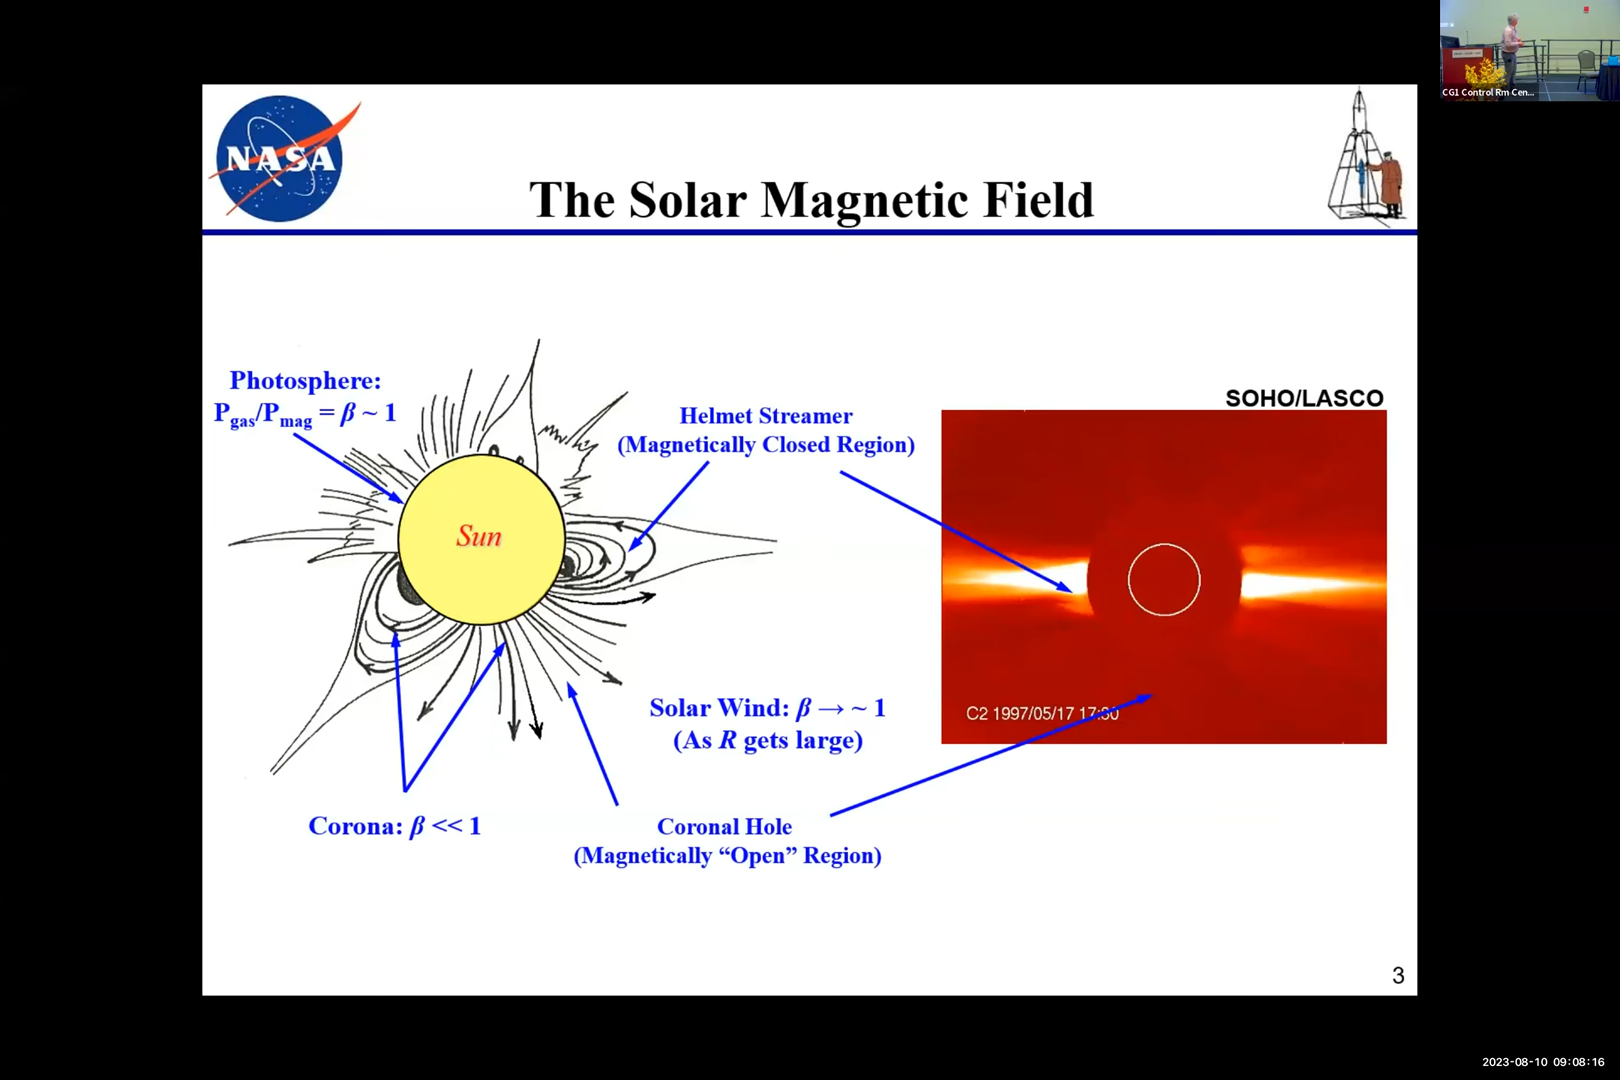 CG1 Control Rm Cen...
NASA
The Solar Magnetic Field
Photosphere:
Pgas/Pmag = β ~ 1
Helmet Streamer
(Magnetically Closed Region)
SOHO/LASCO
Sun
Solar Wind: β → ~ 1
(As R gets large)
C2 1997/05/17 17:30
Corona: β << 1
Coronal Hole
(Magnetically “Open” Region)
3
2023-08-10 09:08:16